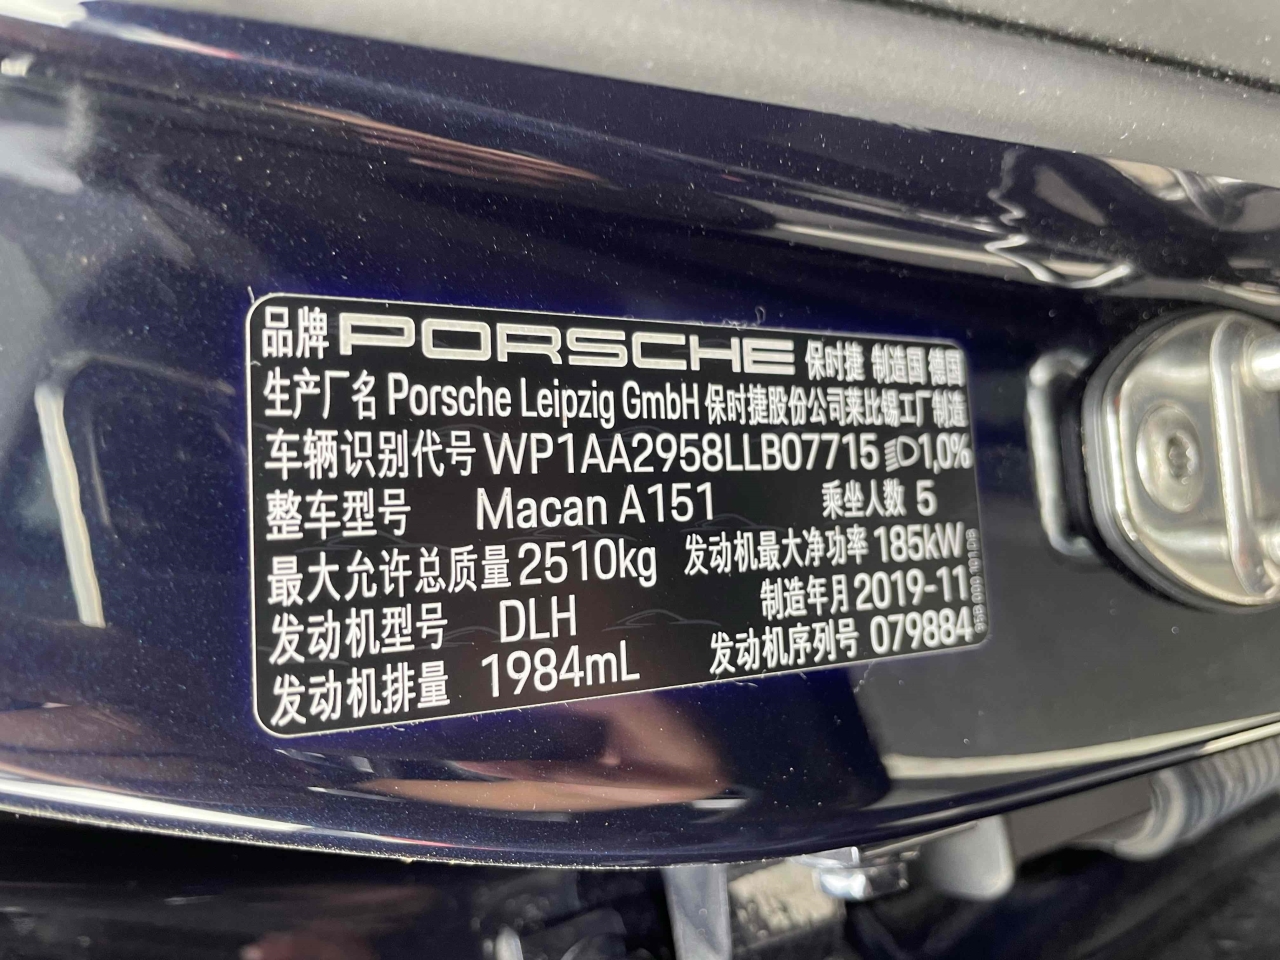 品牌 PORSCHE 保时捷 制造国 德国
生产厂名 Porsche Leipzig GmbH 保时捷股份公司莱比锡工厂制造
车辆识别代号 WP1AA2958LLB07715 1,0%
整车型号 Macan A151 乘坐人数 5
最大允许总质量 2510kg 发动机最大净功率 185kW
发动机型号 DLH 制造年月 2019-11
发动机排量 1984mL 发动机序列号 079884